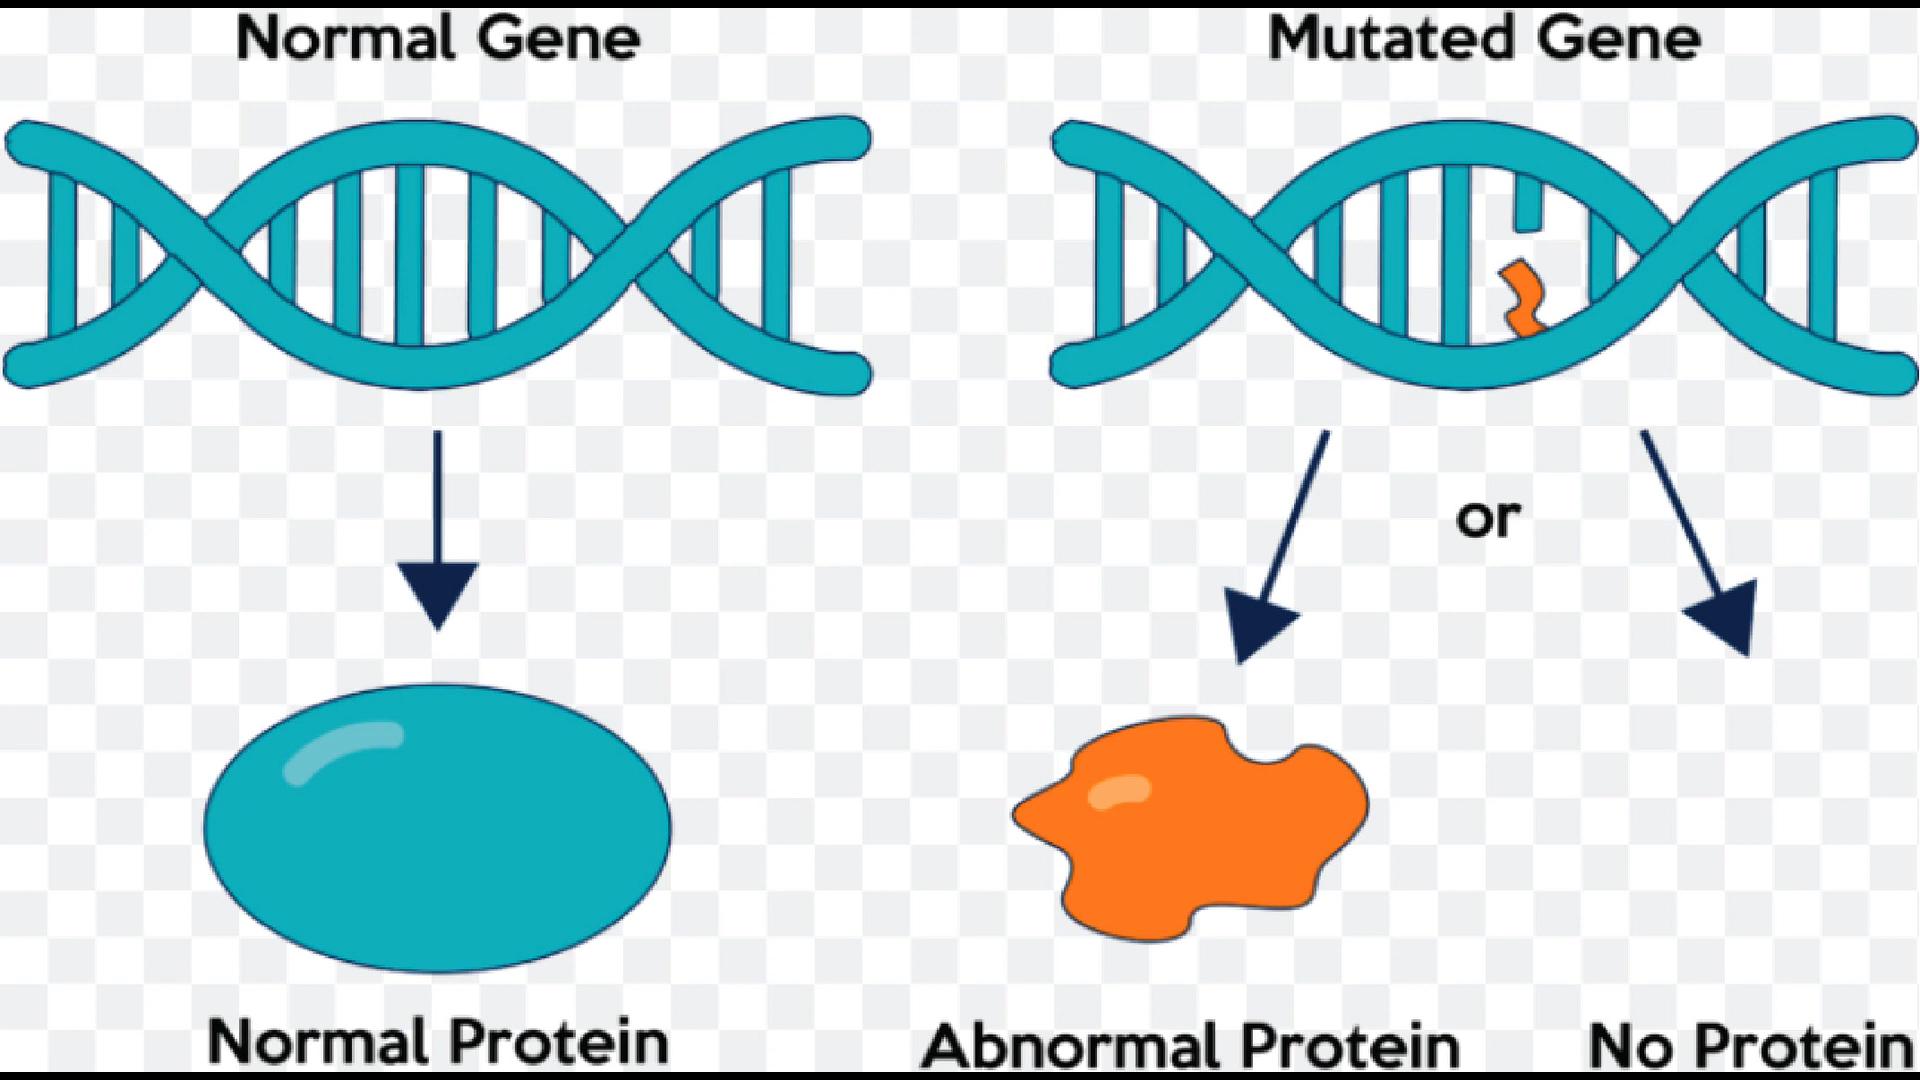 Normal Gene
Mutated Gene
or
Normal Protein
Abnormal Protein
No Protein